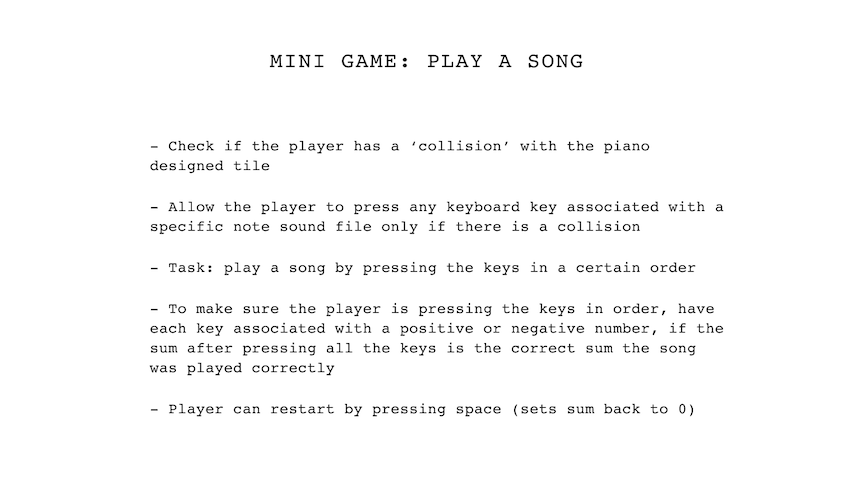 MINI GAME: PLAY A SONG
– Check if the player has a ‘collision’ with the piano
designed tile
– Allow the player to press any keyboard key associated with a
specific note sound file only if there is a collision
– Task: play a song by pressing the keys in a certain order
– To make sure the player is pressing the keys in order, have
each key associated with a positive or negative number, if the
sum after pressing all the keys is the correct sum the song
was played correctly
– Player can restart by pressing space (sets sum back to 0)